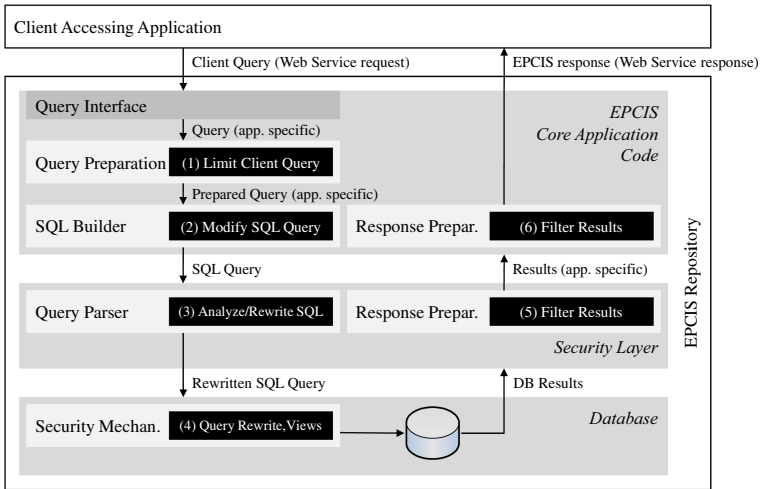 Client Accessing Application
Client Query (Web Service request)
EPCIS response (Web Service response)
Query Interface
EPCIS
Core Application
Code
Query (app. specific)
Query Preparation
(1) Limit Client Query
Prepared Query (app. specific)
SQL Builder
(2) Modify SQL Query
Response Prepar.
(6) Filter Results
SQL Query
Results (app. specific)
Query Parser
(3) Analyze/Rewrite SQL
Response Prepar.
(5) Filter Results
Security Layer
EPCIS Repository
Rewritten SQL Query
DB Results
Security Mechan.
(4) Query Rewrite,Views
Database